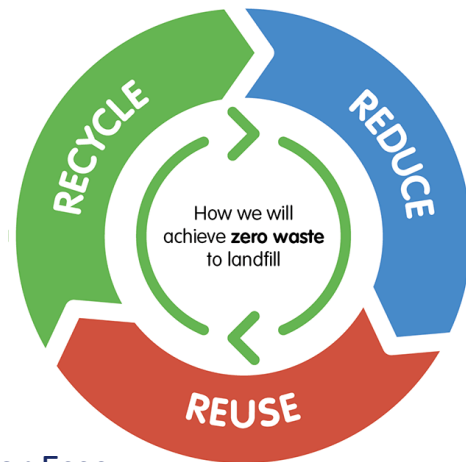 RECYCLE
REDUCE
How we will
achieve zero waste
to landfill
REUSE